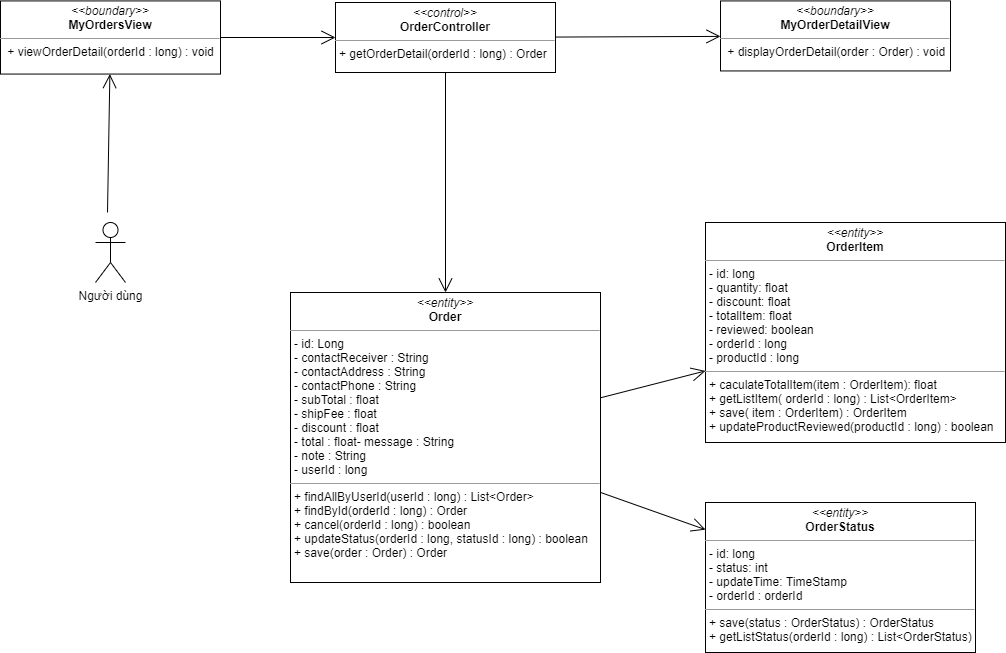 <<boundary>>
MyOrdersView
+ viewOrderDetail(orderId : long) : void
<<control>>
OrderController
+ getOrderDetail(orderId : long) : Order
<<boundary>>
MyOrderDetailView
+ displayOrderDetail(order : Order) : void
Người dùng
<<entity>>
Order
- id: Long
- contactReceiver : String
- contactAddress : String
- contactPhone : String
- subTotal : float
- shipFee : float
- discount : float
- total : float- message : String
- note : String
- userId : long
+ findAllByUserId(userId : long) : List<Order>
+ findById(orderId : long) : Order
+ cancel(orderId : long) : boolean
+ updateStatus(orderId : long, statusId : long) : boolean
+ save(order : Order) : Order
<<entity>>
OrderItem
- id: long
- quantity: float
- discount: float
- totalItem: float
- reviewed: boolean
- orderId : long
- productId : long
+ caculateTotalItem(item : OrderItem): float
+ getListItem( orderId : long) : List<OrderItem>
+ save( item : OrderItem) : OrderItem
+ updateProductReviewed(productId : long) : boolean
<<entity>>
OrderStatus
- id: long
- status: int
- updateTime: TimeStamp
- orderId : orderId
+ save(status : OrderStatus) : OrderStatus
+ getListStatus(orderId : long) : List<OrderStatus)